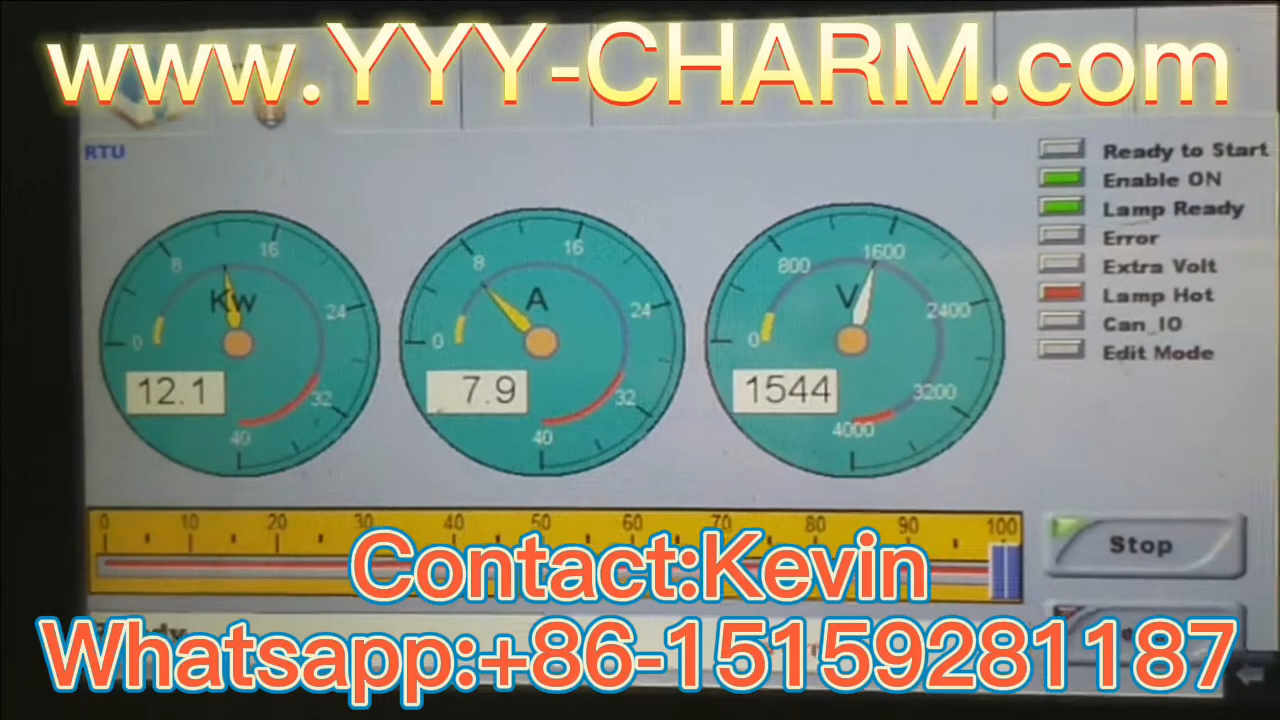 www.YYY-CHARM.com
RTU
Ready to Start
Enable ON
Lamp Ready
Error
Extra Volt
Lamp Hot
Can_IO
Edit Mode
0 8 16 24 32 40
Kw
12.1
0 8 16 24 32 40
A
7.9
0 800 1600 2400 3200 4000
V
1544
0 10 20 30 40 50 60 70 80 90 100
Stop
Contact:Kevin
Whatsapp:+86-15159281187